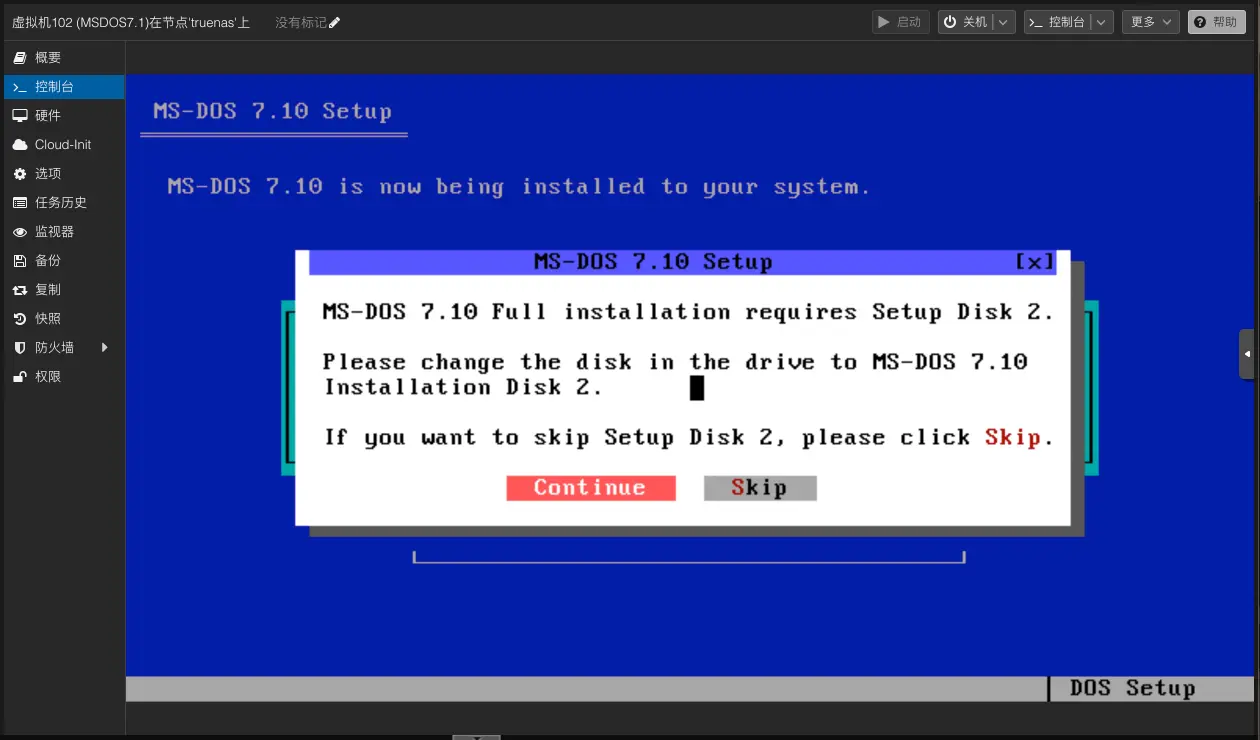 虚拟机102 (MSDOS7.1)在节点'truenas'上 没有标记 启动 关机 控制台 更多 帮助
概要
控制台
硬件
Cloud-Init
选项
任务历史
监视器
备份
复制
快照
防火墙
权限
MS-DOS 7.10 Setup
MS-DOS 7.10 is now being installed to your system.
MS-DOS 7.10 Setup [x]
MS-DOS 7.10 Full installation requires Setup Disk 2.
Please change the disk in the drive to MS-DOS 7.10
Installation Disk 2.
If you want to skip Setup Disk 2, please click Skip.
Continue Skip
DOS Setup